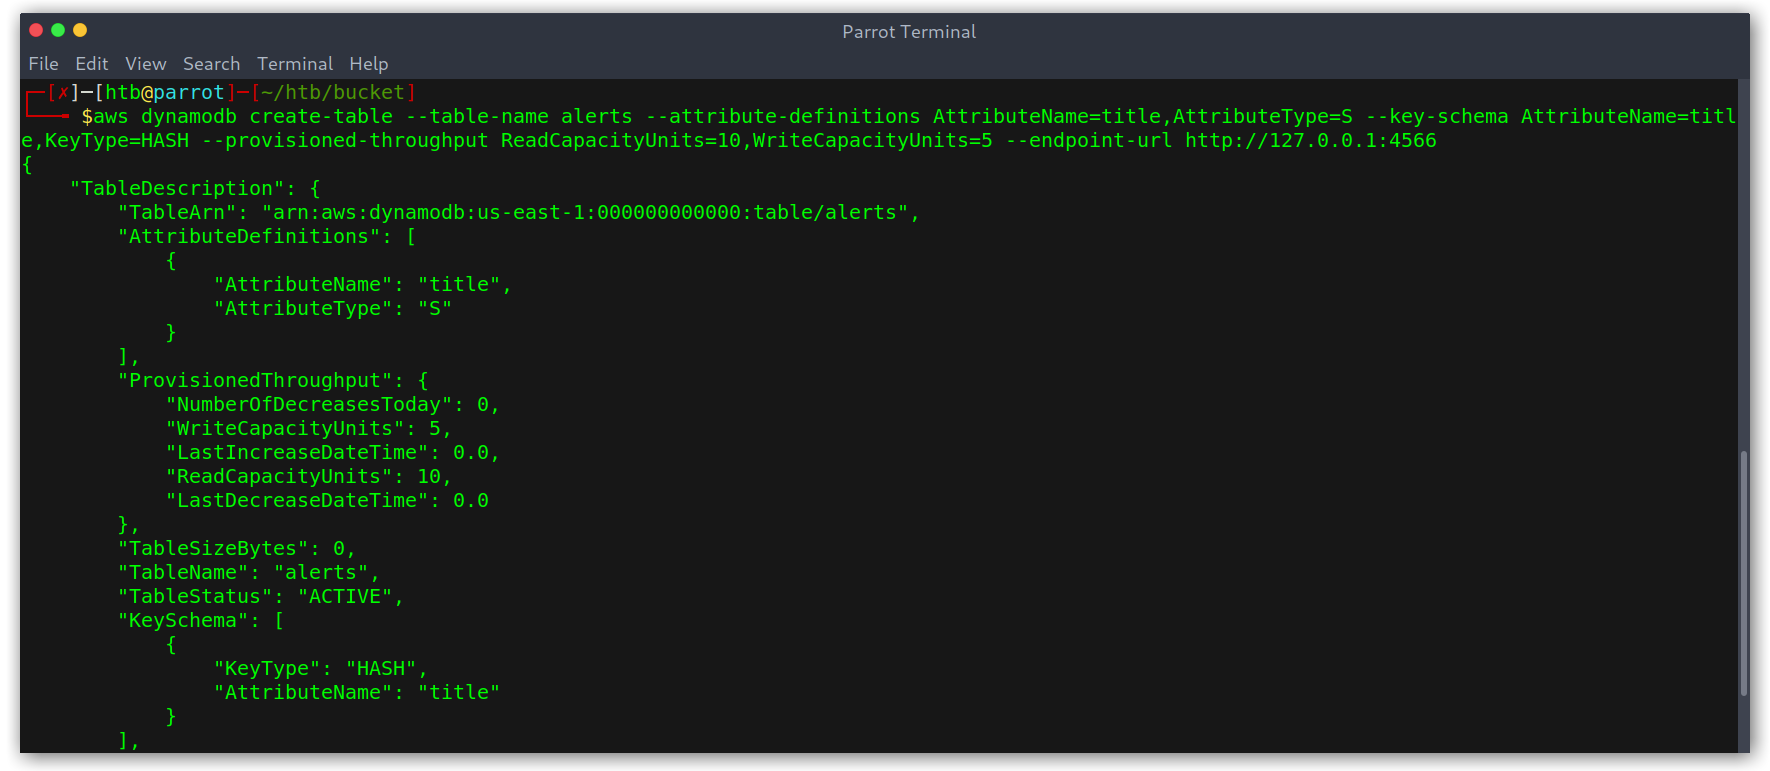 Parrot Terminal
File Edit View Search Terminal Help
┌─[✗]─[htb@parrot]─[~/htb/bucket]
└──╼ $aws dynamodb create-table --table-name alerts --attribute-definitions AttributeName=title,AttributeType=S --key-schema AttributeName=titl
e,KeyType=HASH --provisioned-throughput ReadCapacityUnits=10,WriteCapacityUnits=5 --endpoint-url http://127.0.0.1:4566
{
    "TableDescription": {
        "TableArn": "arn:aws:dynamodb:us-east-1:000000000000:table/alerts",
        "AttributeDefinitions": [
            {
                "AttributeName": "title",
                "AttributeType": "S"
            }
        ],
        "ProvisionedThroughput": {
            "NumberOfDecreasesToday": 0,
            "WriteCapacityUnits": 5,
            "LastIncreaseDateTime": 0.0,
            "ReadCapacityUnits": 10,
            "LastDecreaseDateTime": 0.0
        },
        "TableSizeBytes": 0,
        "TableName": "alerts",
        "TableStatus": "ACTIVE",
        "KeySchema": [
            {
                "KeyType": "HASH",
                "AttributeName": "title"
            }
        ],